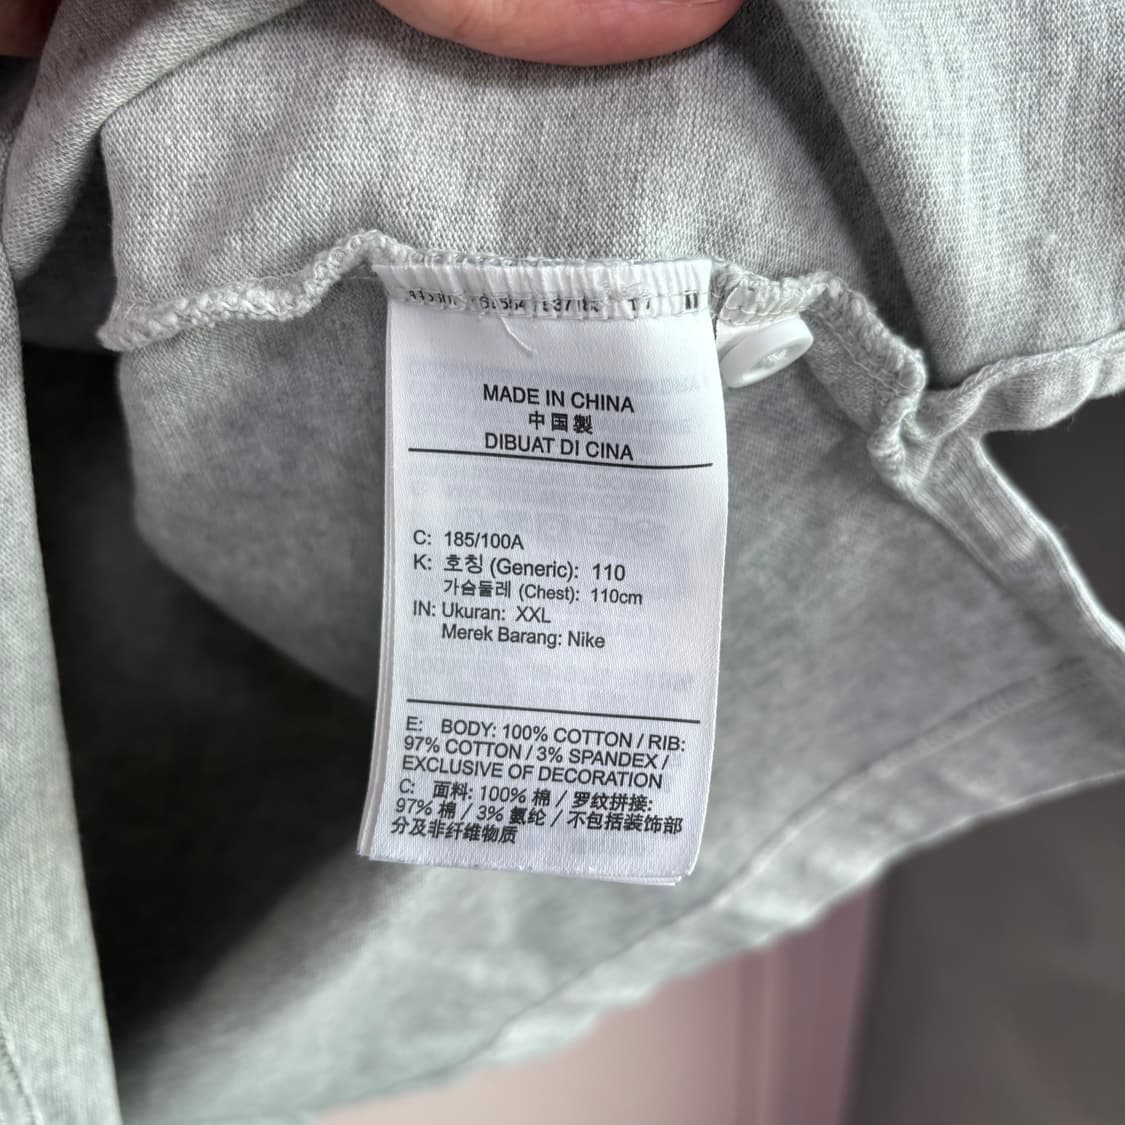 MADE IN CHINA
中国製
DIBUAT DI CINA
C: 185/100A
K: 호칭 (Generic): 110
가슴둘레 (Chest): 110cm
IN: Ukuran: XXL
Merek Barang: Nike
E: BODY: 100% COTTON / RIB:
97% COTTON / 3% SPANDEX /
EXCLUSIVE OF DECORATION
C: 面料: 100% 棉 / 罗纹拼接:
97% 棉 / 3% 氨纶 / 不包括装饰部
分及非纤维物质